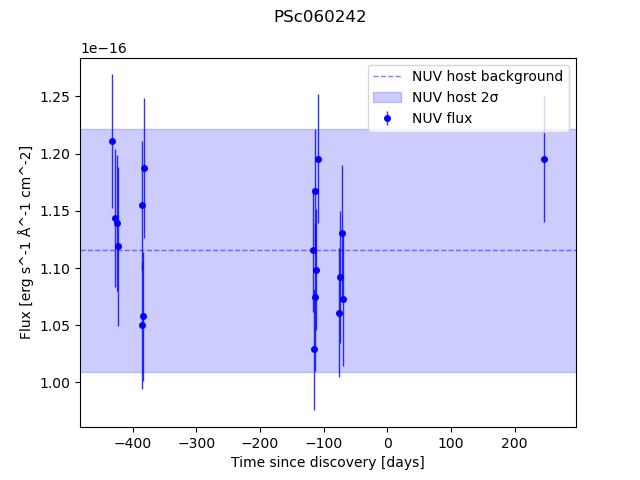 PSc060242
1e−16
NUV host background
NUV host 2σ
NUV flux
1.25
1.20
1.15
1.10
1.05
1.00
Flux [erg s^-1 Å^-1 cm^-2]
−400
−300
−200
−100
0
100
200
Time since discovery [days]